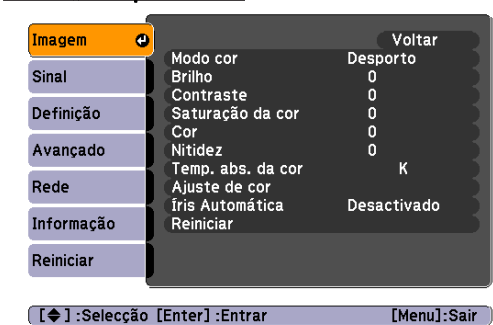 Imagem
Sinal
Definição
Avançado
Rede
Informação
Reiniciar
Voltar
Modo cor Desporto
Brilho 0
Contraste 0
Saturação da cor 0
Cor 0
Nitidez 0
Temp. abs. da cor K
Ajuste de cor
Íris Automática Desactivado
Reiniciar
[ ] :Selecção [Enter] :Entrar [Menu]:Sair